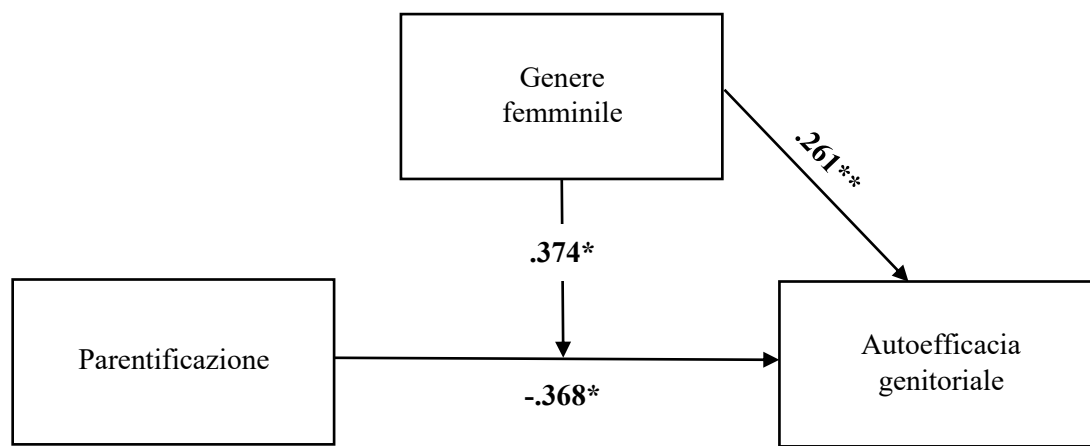 Genere
femminile
.261**
.374*
Parentificazione
-.368*
Autoefficacia
genitoriale